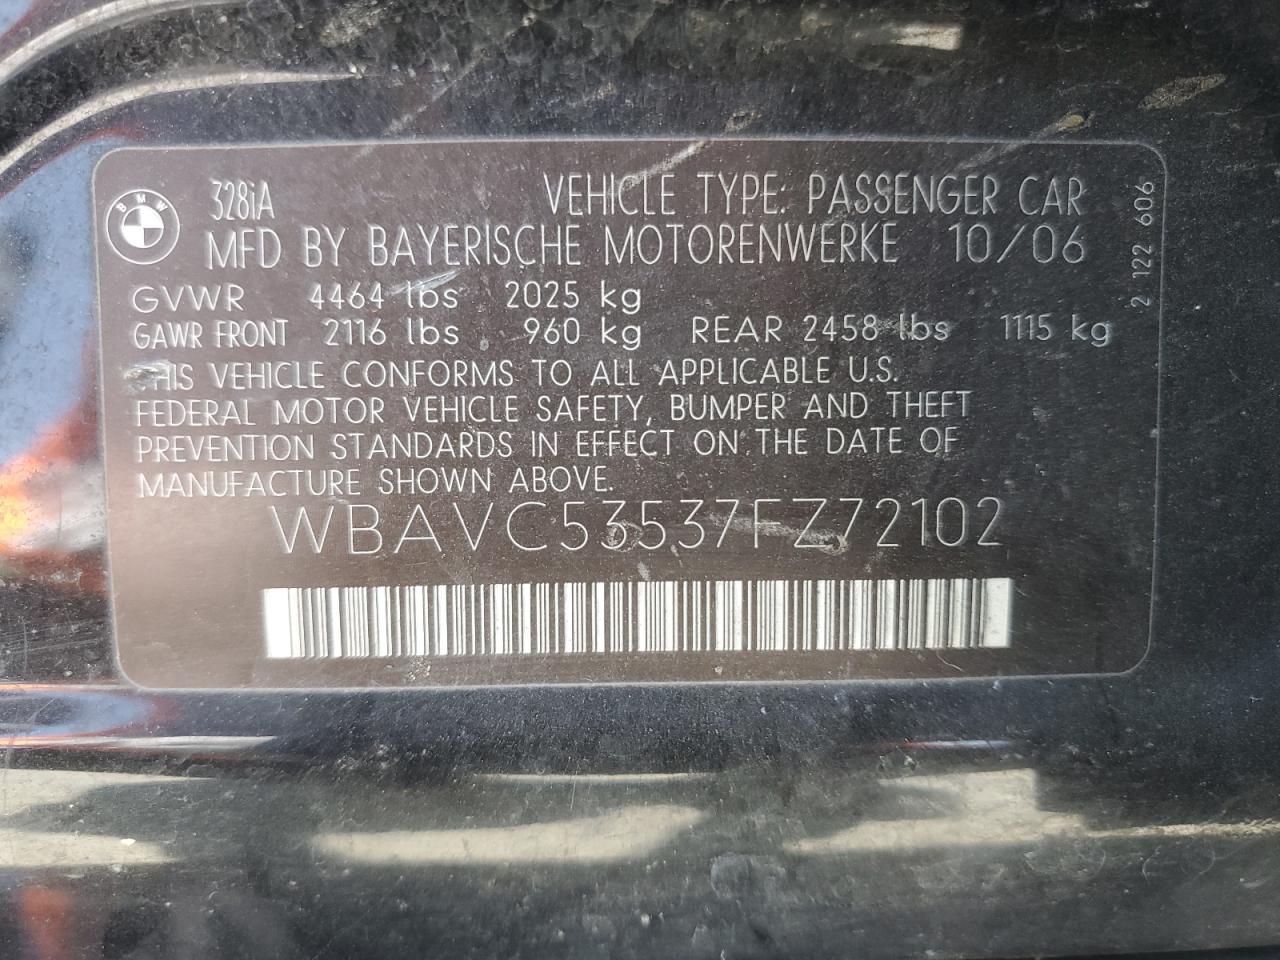 BMW
328iA VEHICLE TYPE: PASSENGER CAR
MFD BY BAYERISCHE MOTORENWERKE 10/06
GVWR 4464 lbs 2025 kg
GAWR FRONT 2116 lbs 960 kg REAR 2458 lbs 1115 kg
THIS VEHICLE CONFORMS TO ALL APPLICABLE U.S.
FEDERAL MOTOR VEHICLE SAFETY, BUMPER AND THEFT
PREVENTION STANDARDS IN EFFECT ON THE DATE OF
MANUFACTURE SHOWN ABOVE.
WBAVC53537FZ72102
2 122 606